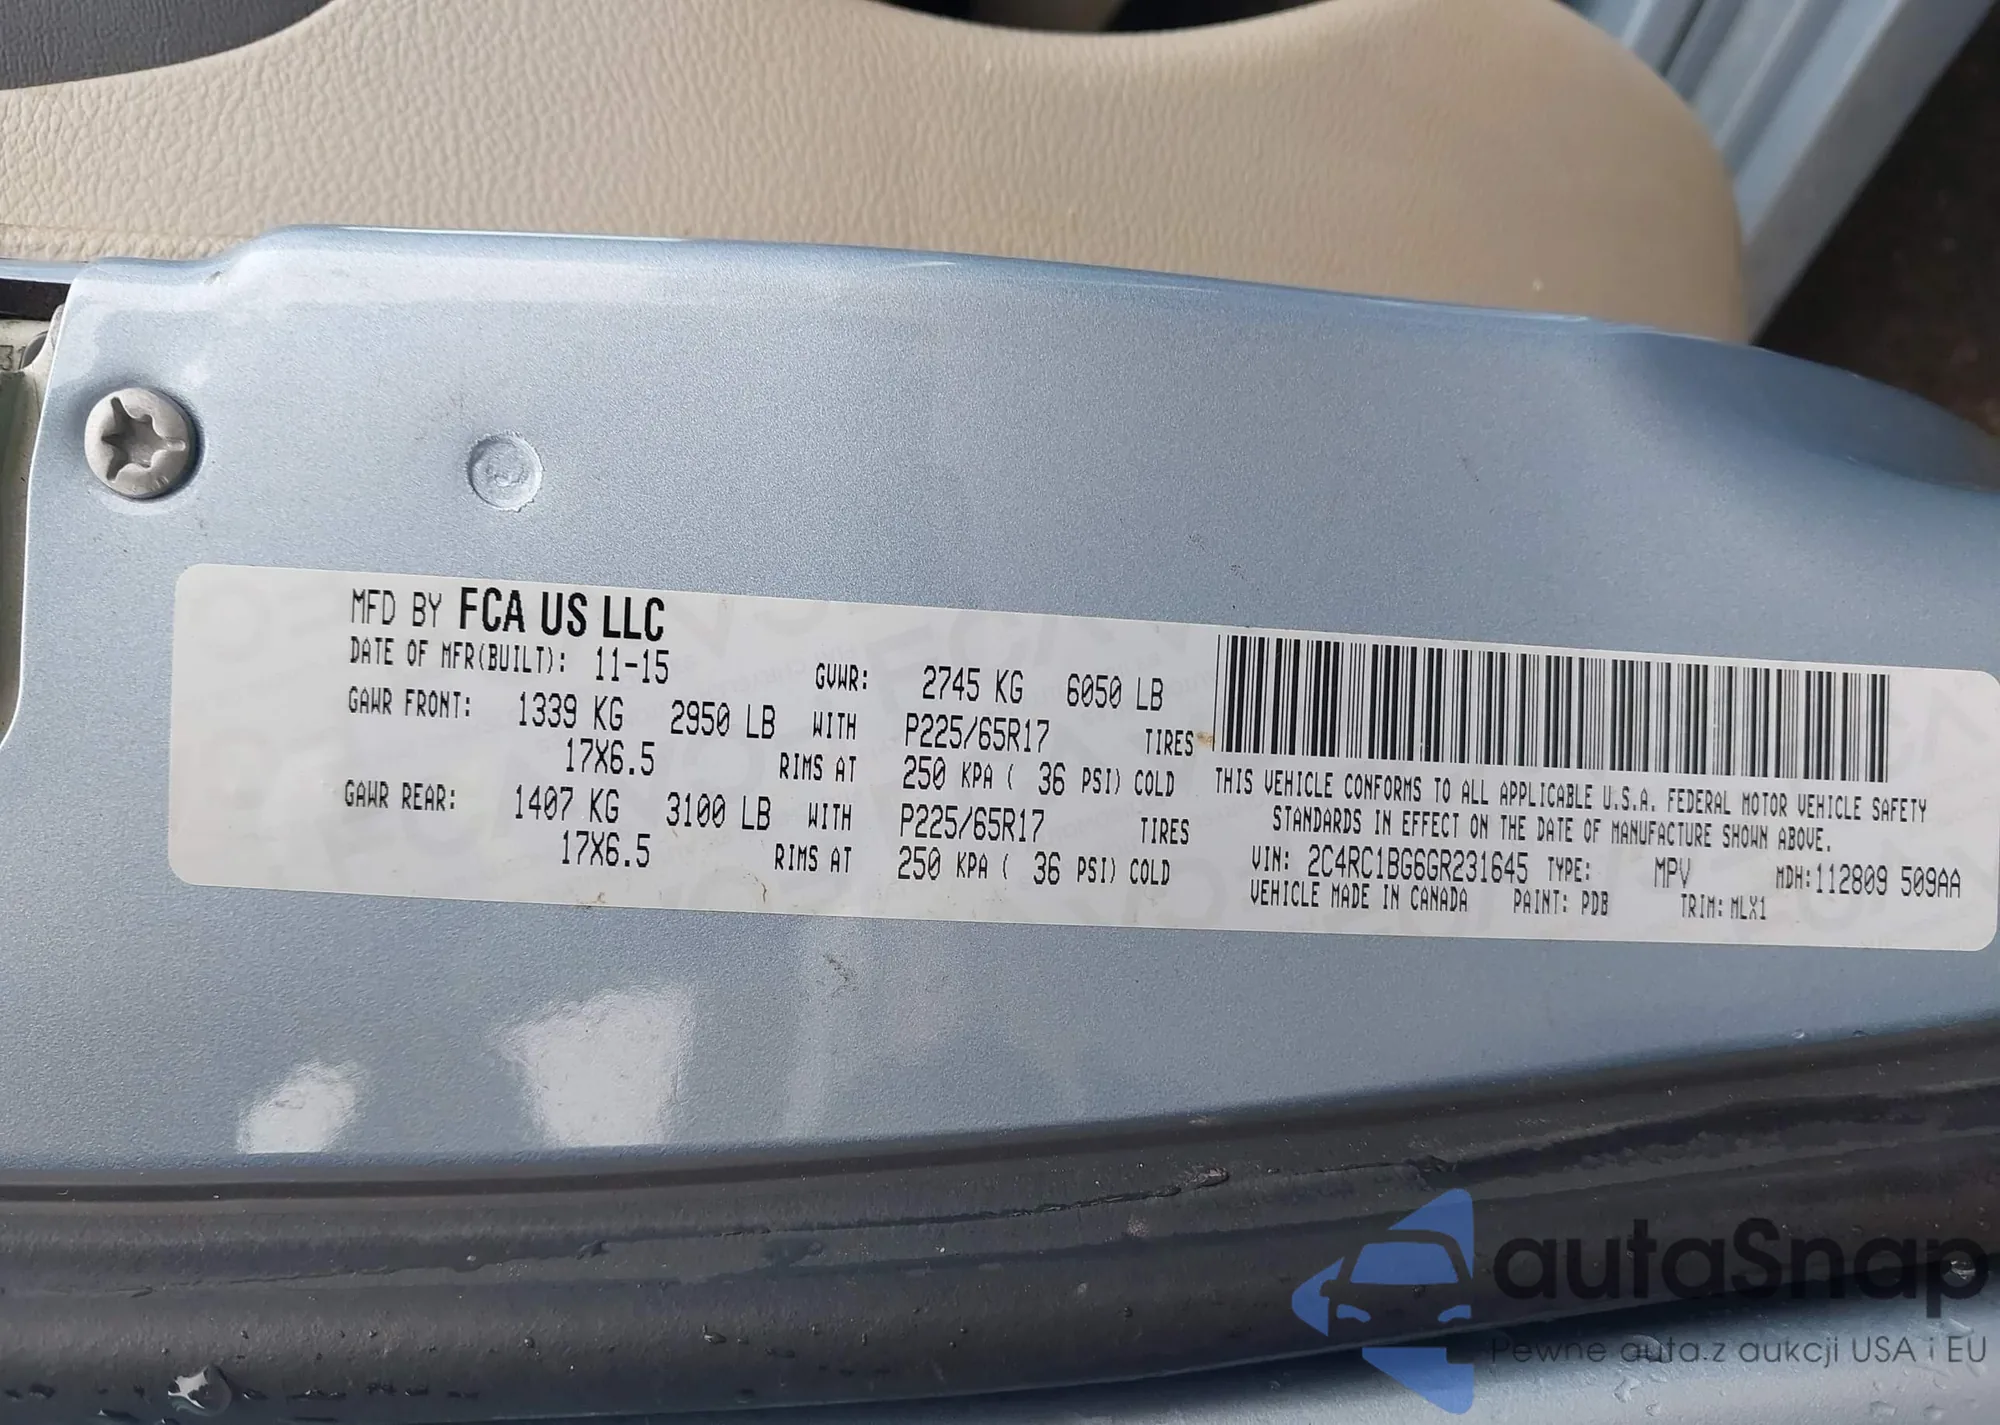 MFD BY FCA US LLC
DATE OF MFR(BUILT): 11-15 GVWR: 2745 KG 6050 LB
GAWR FRONT: 1339 KG 2950 LB WITH P225/65R17 TIRES
17X6.5 RIMS AT 250 KPA ( 36 PSI) COLD
GAWR REAR: 1407 KG 3100 LB WITH P225/65R17 TIRES
17X6.5 RIMS AT 250 KPA ( 36 PSI) COLD
THIS VEHICLE CONFORMS TO ALL APPLICABLE U.S.A. FEDERAL MOTOR VEHICLE SAFETY
STANDARDS IN EFFECT ON THE DATE OF MANUFACTURE SHOWN ABOVE.
VIN: 2C4RC1BG6GR231645 TYPE: MPV MDH:112809 509AA
VEHICLE MADE IN CANADA PAINT: PDB TRIM: MLX1
autaSnap
Pewne auta z aukcji USA i EU